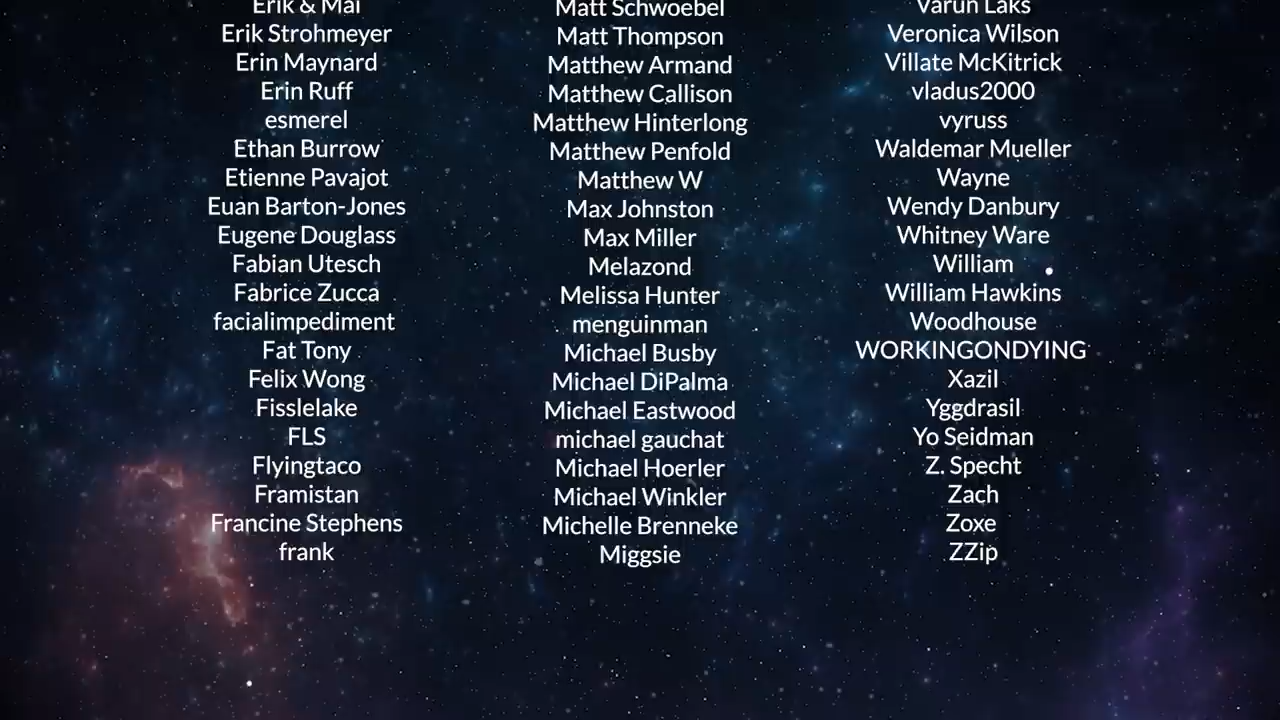 Erik & Mai
Erik Strohmeyer
Erin Maynard
Erin Ruff
esmerel
Ethan Burrow
Etienne Pavajot
Euan Barton-Jones
Eugene Douglass
Fabian Utesch
Fabrice Zucca
facialimpediment
Fat Tony
Felix Wong
Fisslelake
FLS
Flyingtaco
Framistan
Francine Stephens
frank
Matt Schwoebel
Matt Thompson
Matthew Armand
Matthew Callison
Matthew Hinterlong
Matthew Penfold
Matthew W
Max Johnston
Max Miller
Melazond
Melissa Hunter
menguinman
Michael Busby
Michael DiPalma
Michael Eastwood
michael gauchat
Michael Hoerler
Michael Winkler
Michelle Brenneke
Miggsie
Varun Laks
Veronica Wilson
Villate McKitrick
vladus2000
vyruss
Waldemar Mueller
Wayne
Wendy Danbury
Whitney Ware
William
William Hawkins
Woodhouse
WORKINGONDYING
Xazil
Yggdrasil
Yo Seidman
Z. Specht
Zach
Zoxe
ZZip